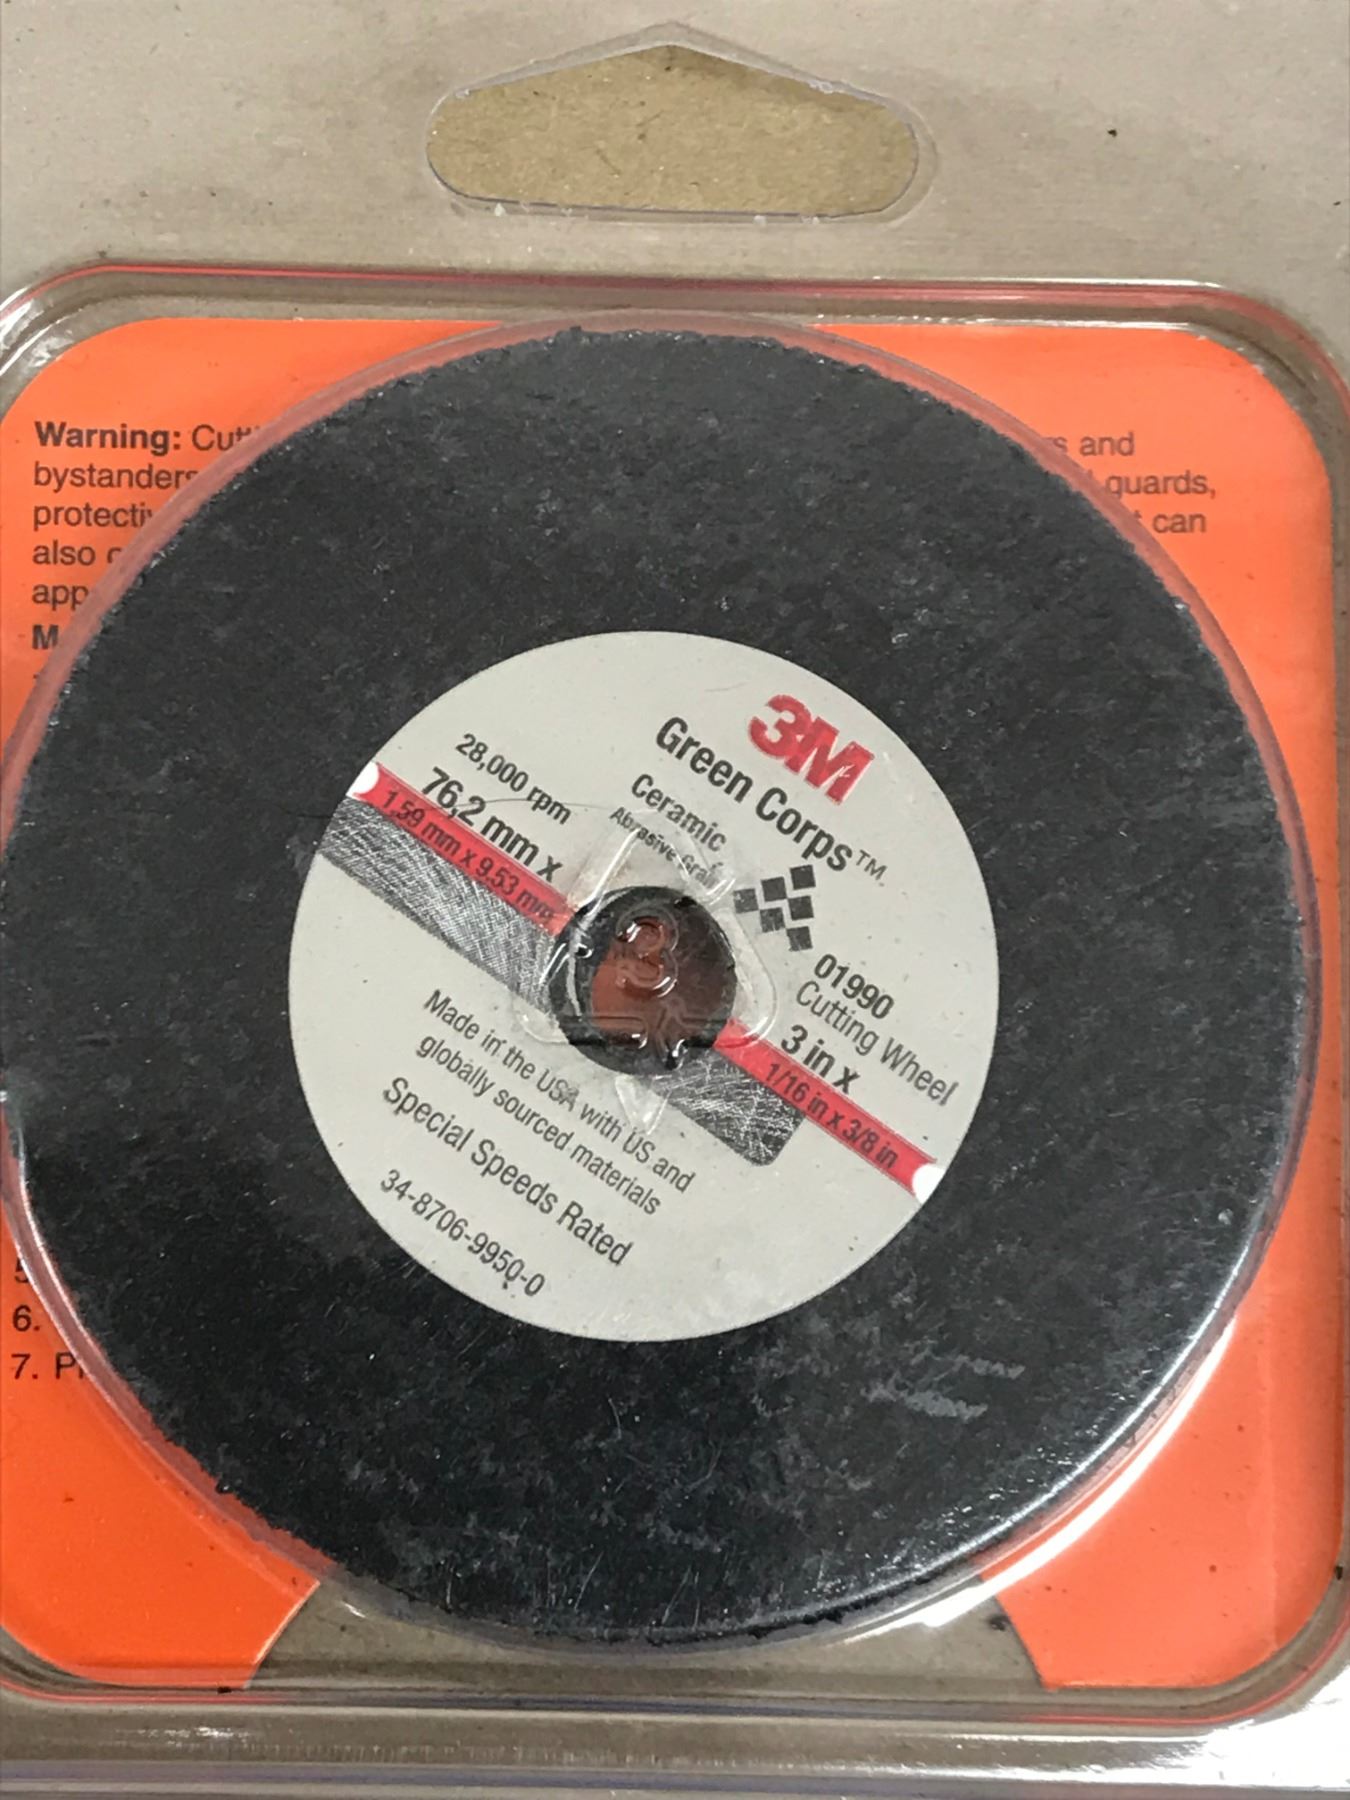 Warning:
bystanders
also
and
guards,
can
3M
Green Corps™
Ceramic
Abrasive Grain
28,000 rpm
76,2 mm x
1,59 mm x 9,53 mm
01990
Cutting Wheel
3 in x
1/16 in x 3/8 in
Made in the USA with US and
globally sourced materials
Special Speeds Rated
34-8706-9950-0
6.
7.